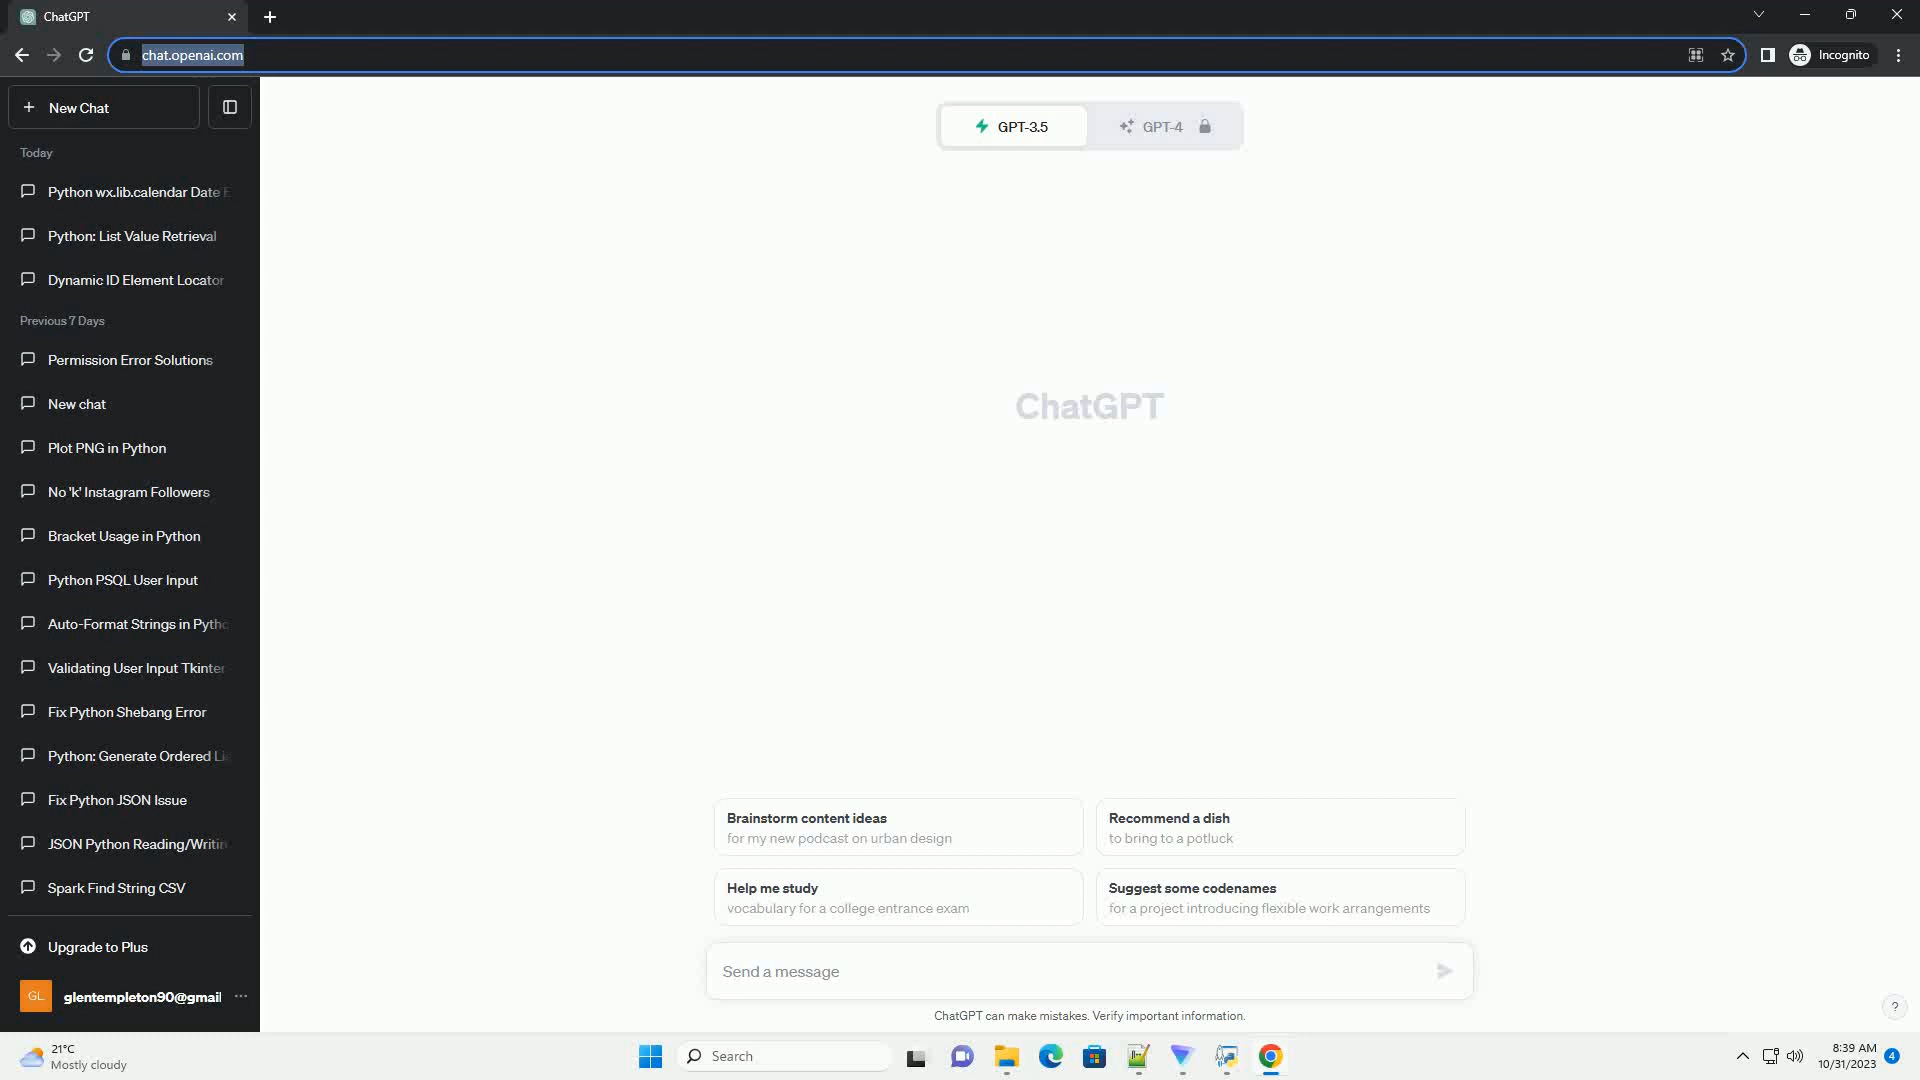 ChatGPT
chat.openai.com
Incognito
New Chat
GPT-3.5
GPT-4
Today
Python wx.lib.calendar Date E
Python: List Value Retrieval
Dynamic ID Element Locator
Previous 7 Days
Permission Error Solutions
New chat
Plot PNG in Python
No 'k' Instagram Followers
Bracket Usage in Python
Python PSQL User Input
Auto-Format Strings in Pytho
Validating User Input Tkinter
Fix Python Shebang Error
Python: Generate Ordered Lis
Fix Python JSON Issue
JSON Python Reading/Writin
Spark Find String CSV
Upgrade to Plus
GL
glentempleton90@gmail
ChatGPT
Brainstorm content ideas
for my new podcast on urban design
Recommend a dish
to bring to a potluck
Help me study
vocabulary for a college entrance exam
Suggest some codenames
for a project introducing flexible work arrangements
Send a message
ChatGPT can make mistakes. Verify important information.
?
21°C
Mostly cloudy
Search
8:39 AM
10/31/2023
4